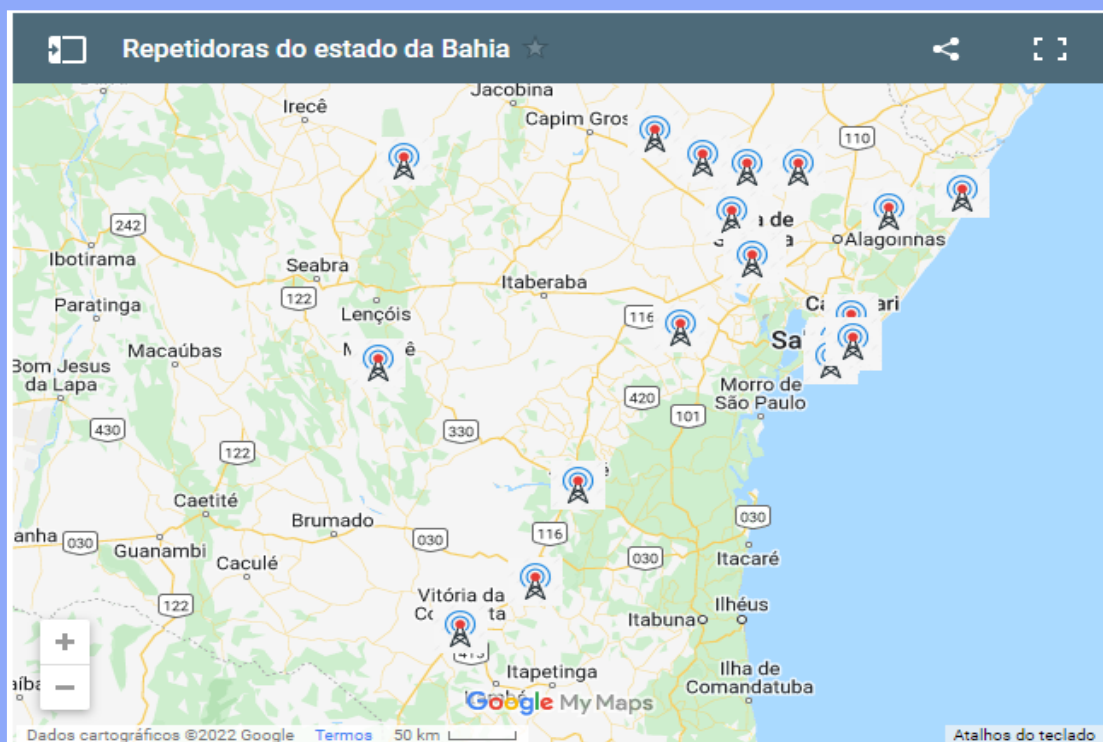 Repetidoras do estado da Bahia
Jacobina
Irecê
Capim Gros
110
242
Ibotirama
Alagoinhas
Seabra
Itaberaba
122
Paratinga
Lençóis
116
Macaúbas
Bom Jesus
da Lapa
Morro de
São Paulo
420
101
430
330
122
Caetité
Brumado
030
030
030
116
Guanambi
Caculé
030
Itacaré
122
Vitória da
Ilhéus
Itabuna
Itapetinga
Ilha de
Comandatuba
Google My Maps
Dados cartográficos ©2022 Google
Termos
50 km
Atalhos do teclado